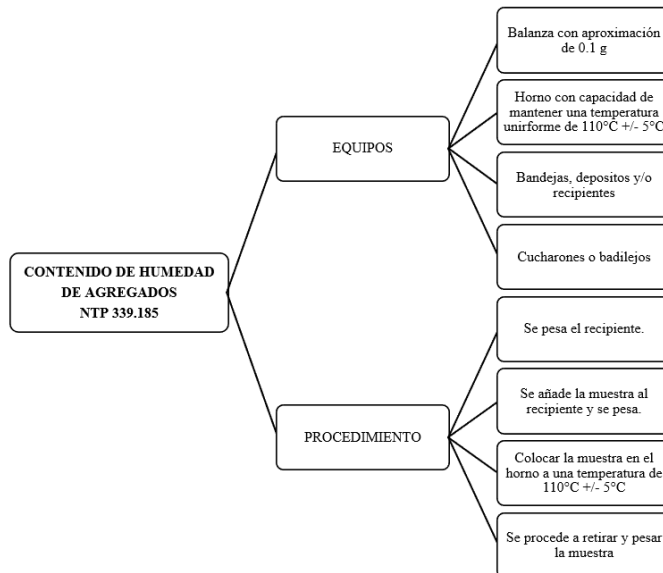 CONTENIDO DE HUMEDAD
DE AGREGADOS
NTP 339.185
EQUIPOS
Balanza con aproximación
de 0.1 g
Horno con capacidad de
mantener una temperatura
unirforme de 110°C +/- 5°C
Bandejas, depositos y/o
recipientes
Cucharones o badilejos
PROCEDIMIENTO
Se pesa el recipiente.
Se añade la muestra al
recipiente y se pesa.
Colocar la muestra en el
horno a una temperatura de
110°C +/- 5°C
Se procede a retirar y pesar
la muestra